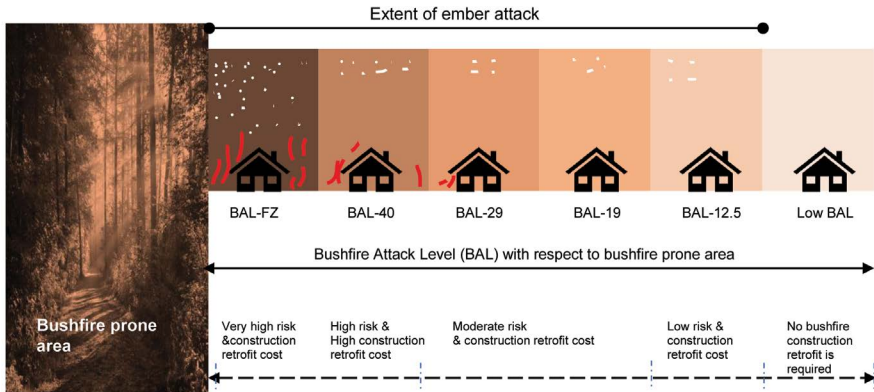 Extent of ember attack
BAL-FZ
BAL-40
BAL-29
BAL-19
BAL-12.5
Low BAL
Bushfire Attack Level (BAL) with respect to bushfire prone area
Bushfire prone
area
Very high risk
&construction
retrofit cost
High risk &
High construction
retrofit cost
Moderate risk
& construction retrofit cost
Low risk &
construction
retrofit cost
No bushfire
construction
retrofit is
required